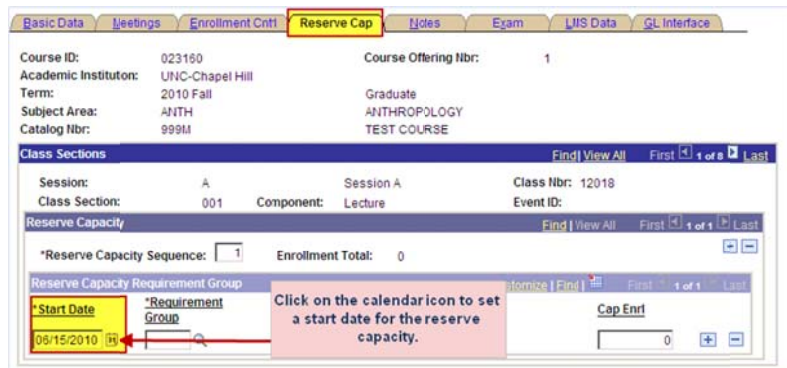 Basic Data Meetings Enrollment Cntrl Reserve Cap Notes Exam LMS Data GL Interface
Course ID: 023160 Course Offering Nbr: 1
Academic Instituton: UNC-Chapel Hill
Term: 2010 Fall Graduate
Subject Area: ANTH ANTHROPOLOGY
Catalog Nbr: 999M TEST COURSE
Class Sections Find | View All First 1 of 8 Last
Session: A Session A Class Nbr: 12018
Class Section: 001 Component: Lecture Event ID:
Reserve Capacity Find | View All First 1 of 1 Last
*Reserve Capacity Sequence: 1 Enrollment Total: 0
Reserve Capacity Requirement Group stomize | Find | First 1 of 1 Last
*Start Date *Requirement Group Cap Enrl
Click on the calendar icon to set
a start date for the reserve
capacity.
06/15/2010 0